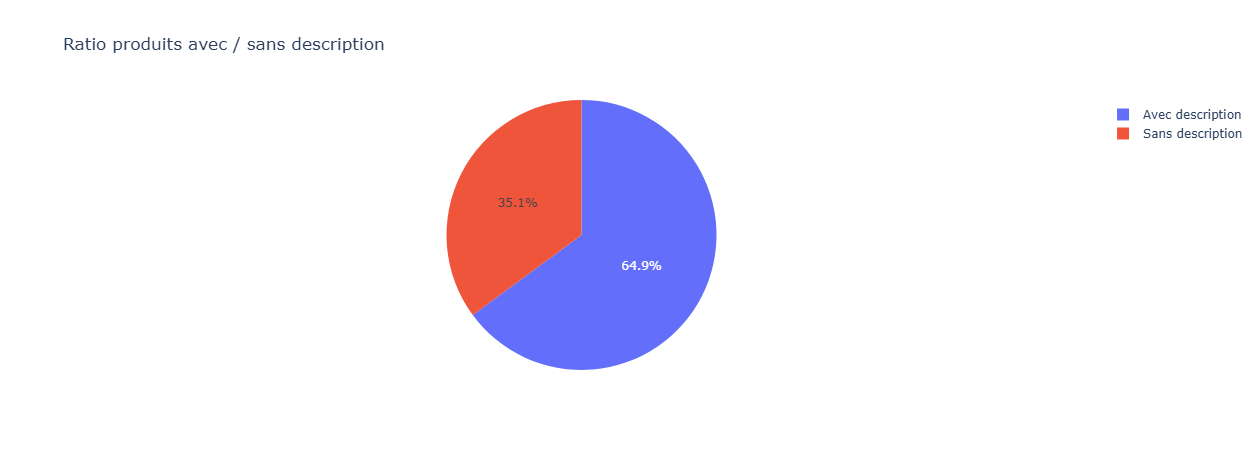 Ratio produits avec / sans description
Avec description
Sans description
35.1%
64.9%